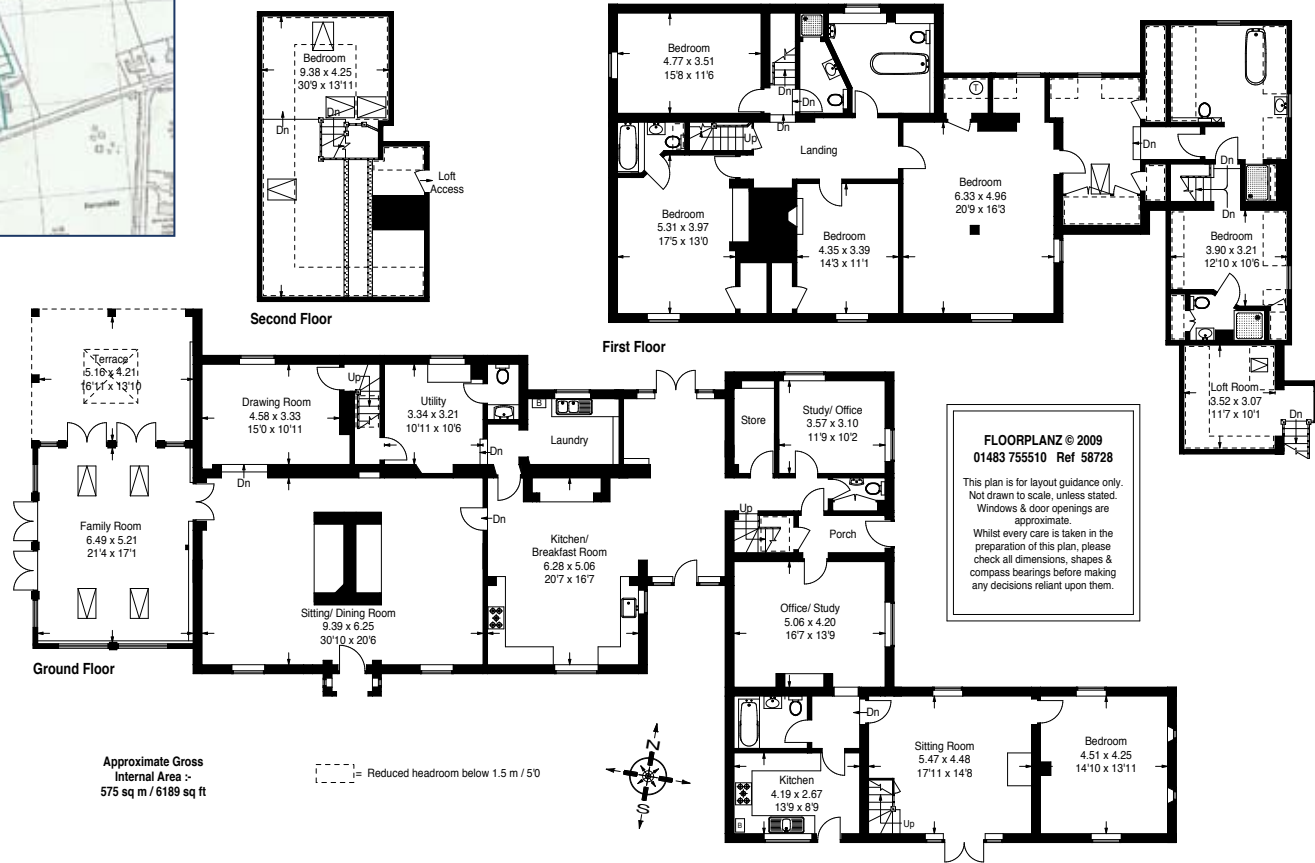 Bedroom
9.38 x 4.25
30'9 x 13'11
Dn
Dn
Loft
Access
Second Floor
Bedroom
4.77 x 3.51
15'8 x 11'6
Dn
Dn
Dn
Up
Landing
T
Bedroom
5.31 x 3.97
17'5 x 13'0
Bedroom
4.35 x 3.39
14'3 x 11'1
Bedroom
6.33 x 4.96
20'9 x 16'3
Dn
Dn
Dn
Bedroom
3.90 x 3.21
12'10 x 10'6
Loft Room
3.52 x 3.07
11'7 x 10'1
Dn
First Floor
Terrace
5.16 x 4.21
16'11 x 13'10
Drawing Room
4.58 x 3.33
15'0 x 10'11
Up
Utility
3.34 x 3.21
10'11 x 10'6
Dn
B
Laundry
Store
Study/ Office
3.57 x 3.10
11'9 x 10'2
Dn
Family Room
6.49 x 5.21
21'4 x 17'1
Dn
Kitchen/
Breakfast Room
6.28 x 5.06
20'7 x 16'7
Up
Porch
Sitting/ Dining Room
9.39 x 6.25
30'10 x 20'6
Office/ Study
5.06 x 4.20
16'7 x 13'9
Ground Floor
Dn
Sitting Room
5.47 x 4.48
17'11 x 14'8
Bedroom
4.51 x 4.25
14'10 x 13'11
Kitchen
4.19 x 2.67
13'9 x 8'9
B
Up
FLOORPLANZ © 2009
01483 755510 Ref 58728
This plan is for layout guidance only.
Not drawn to scale, unless stated.
Windows & door openings are
approximate.
Whilst every care is taken in the
preparation of this plan, please
check all dimensions, shapes &
compass bearings before making
any decisions reliant upon them.
Approximate Gross
Internal Area :-
575 sq m / 6189 sq ft
= Reduced headroom below 1.5 m / 5'0
N
S